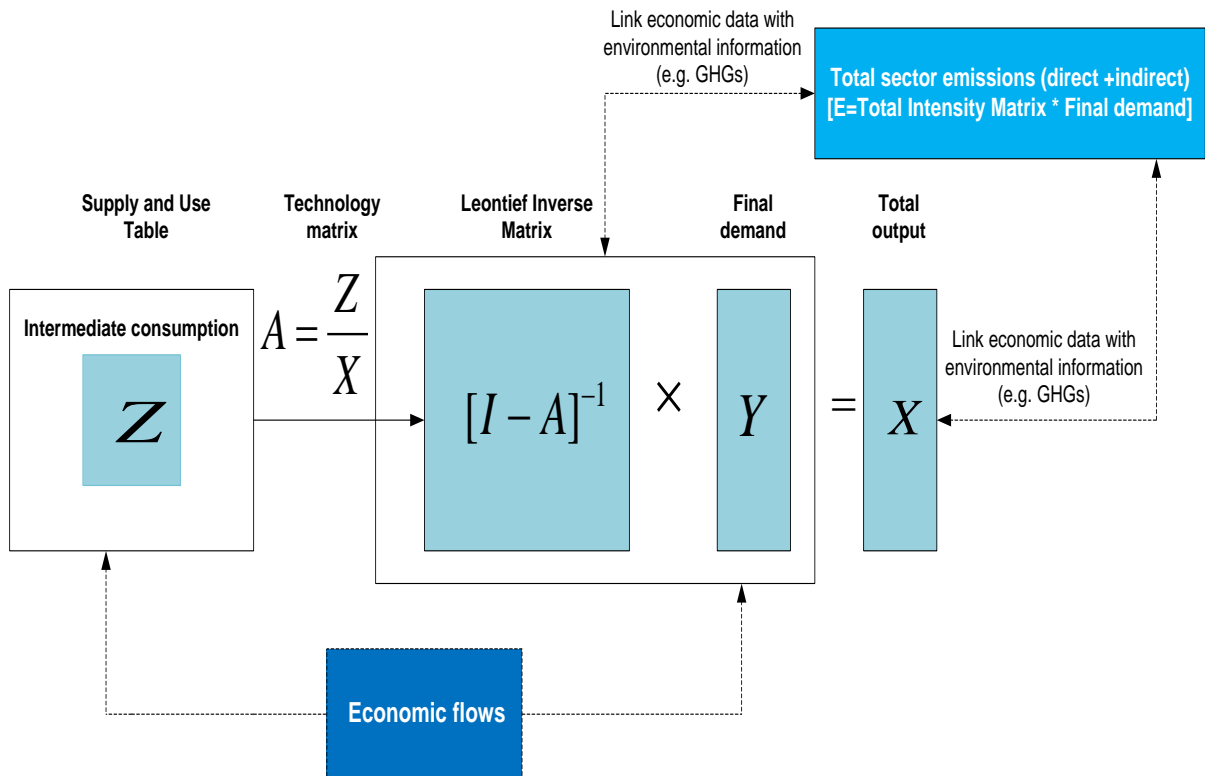 Link economic data with
environmental information
(e.g. GHGs)
Total sector emissions (direct +indirect)
[E=Total Intensity Matrix * Final demand]
Supply and Use
Table
Technology
matrix
Leontief Inverse
Matrix
Final
demand
Total
output
Intermediate consumption
Z
A = Z/X
[I − A]⁻¹
×
Y
=
X
Link economic data with
environmental information
(e.g. GHGs)
Economic flows